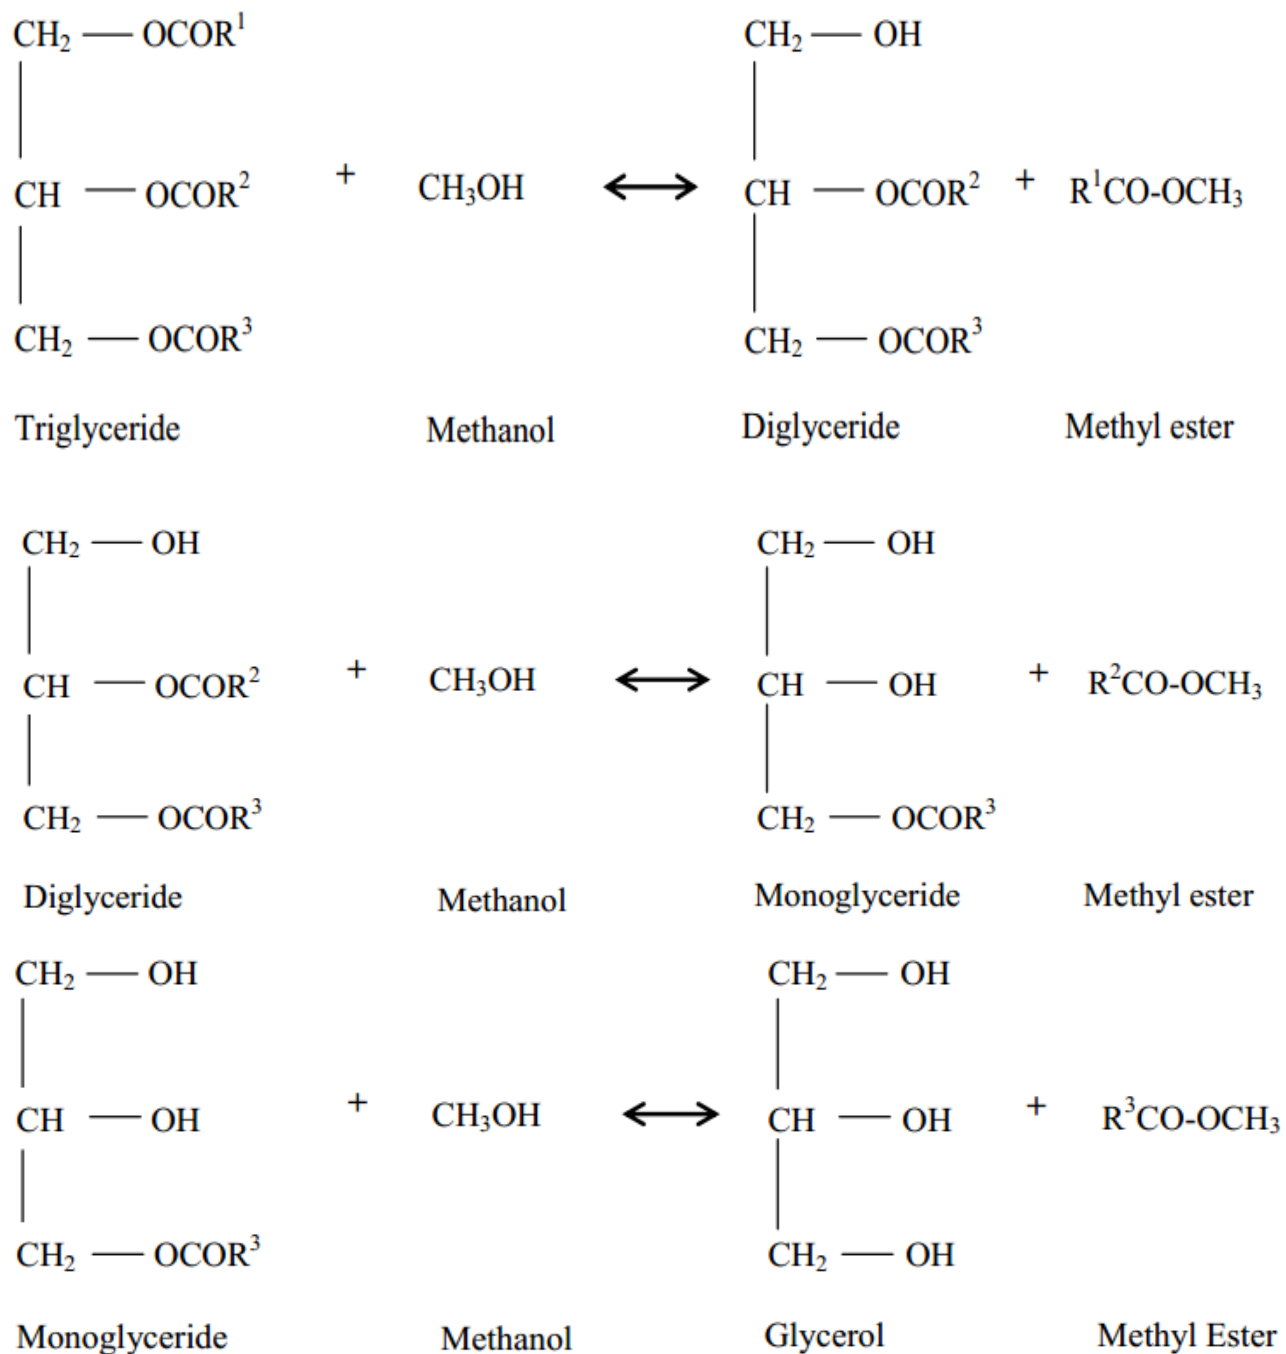 CH₂ — OCOR¹ CH₂ — OH
CH — OCOR² + CH₃OH ↔ CH — OCOR² + R¹CO-OCH₃
CH₂ — OCOR³ CH₂ — OCOR³
Triglyceride Methanol Diglyceride Methyl ester
CH₂ — OH CH₂ — OH
CH — OCOR² + CH₃OH ↔ CH — OH + R²CO-OCH₃
CH₂ — OCOR³ CH₂ — OCOR³
Diglyceride Methanol Monoglyceride Methyl ester
CH₂ — OH CH₂ — OH
CH — OH + CH₃OH ↔ CH — OH + R³CO-OCH₃
CH₂ — OCOR³ CH₂ — OH
Monoglyceride Methanol Glycerol Methyl Ester